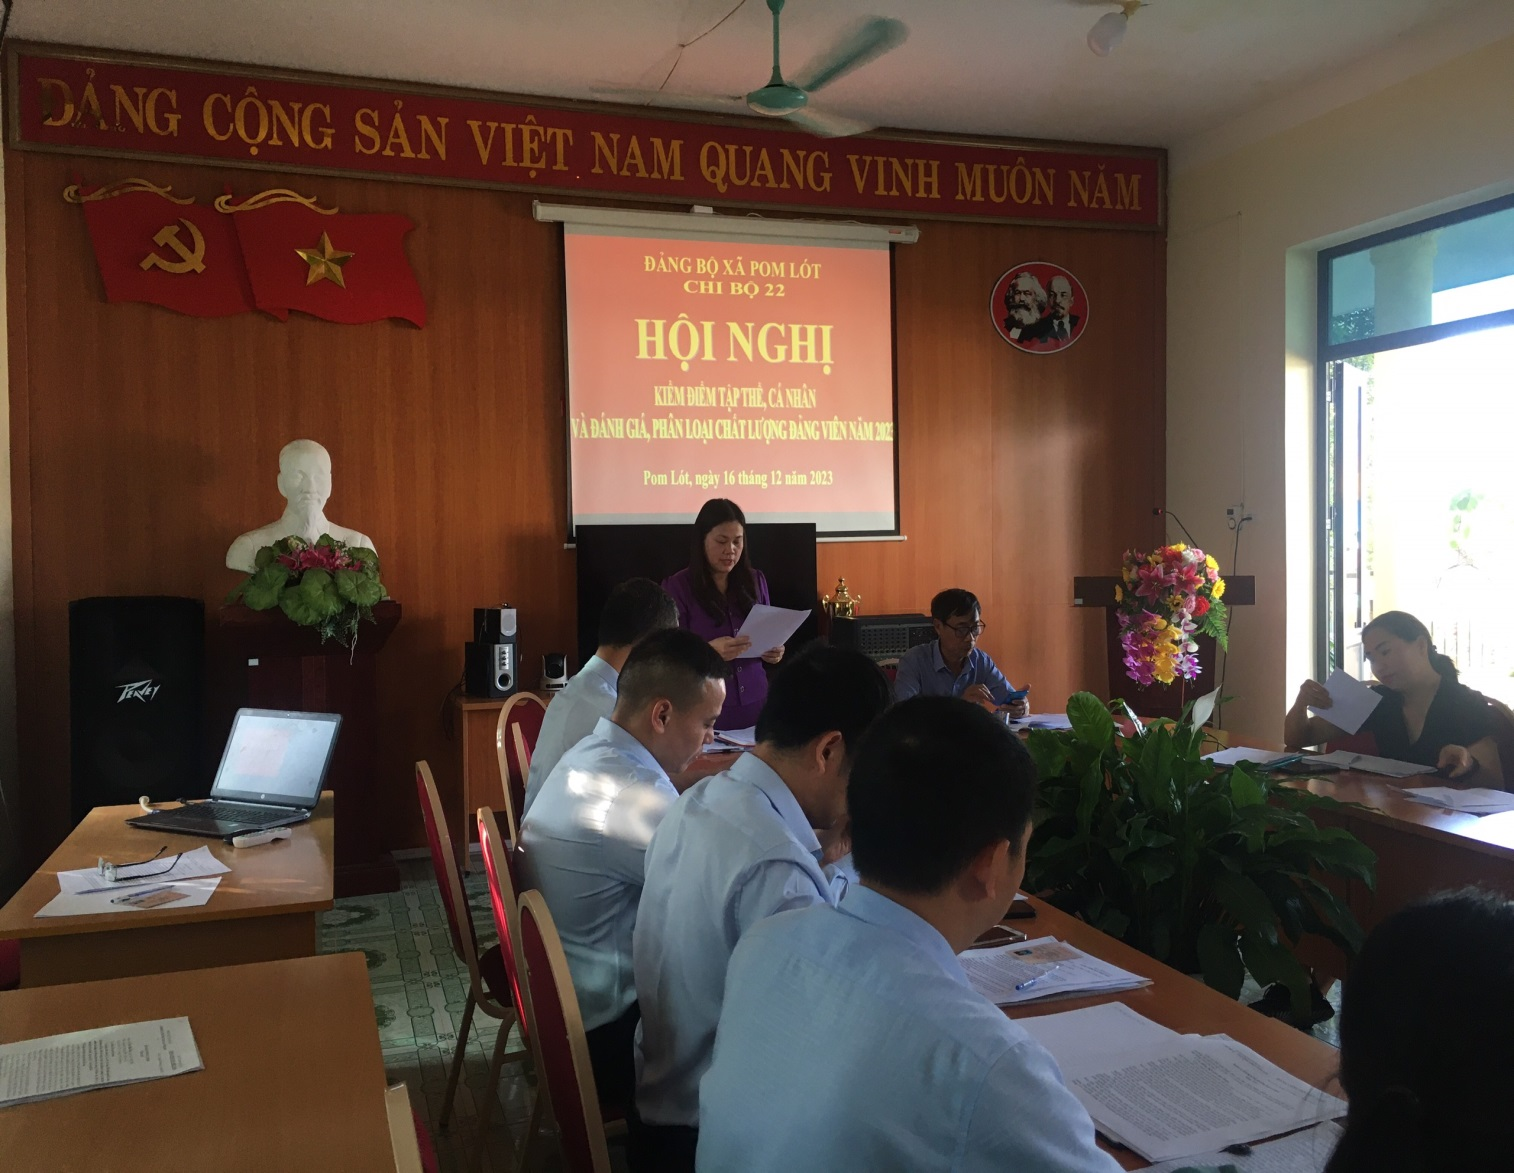 ĐẢNG CỘNG SẢN VIỆT NAM QUANG VINH MUÔN NĂM
ĐẢNG BỘ XÃ POM LÓT
CHI BỘ 22
HỘI NGHỊ
KIỂM ĐIỂM TẬP THỂ, CÁ NHÂN
VÀ ĐÁNH GIÁ, PHÂN LOẠI CHẤT LƯỢNG ĐẢNG VIÊN NĂM 2023
Pom Lót, ngày 16 tháng 12 năm 2023
PEAVEY